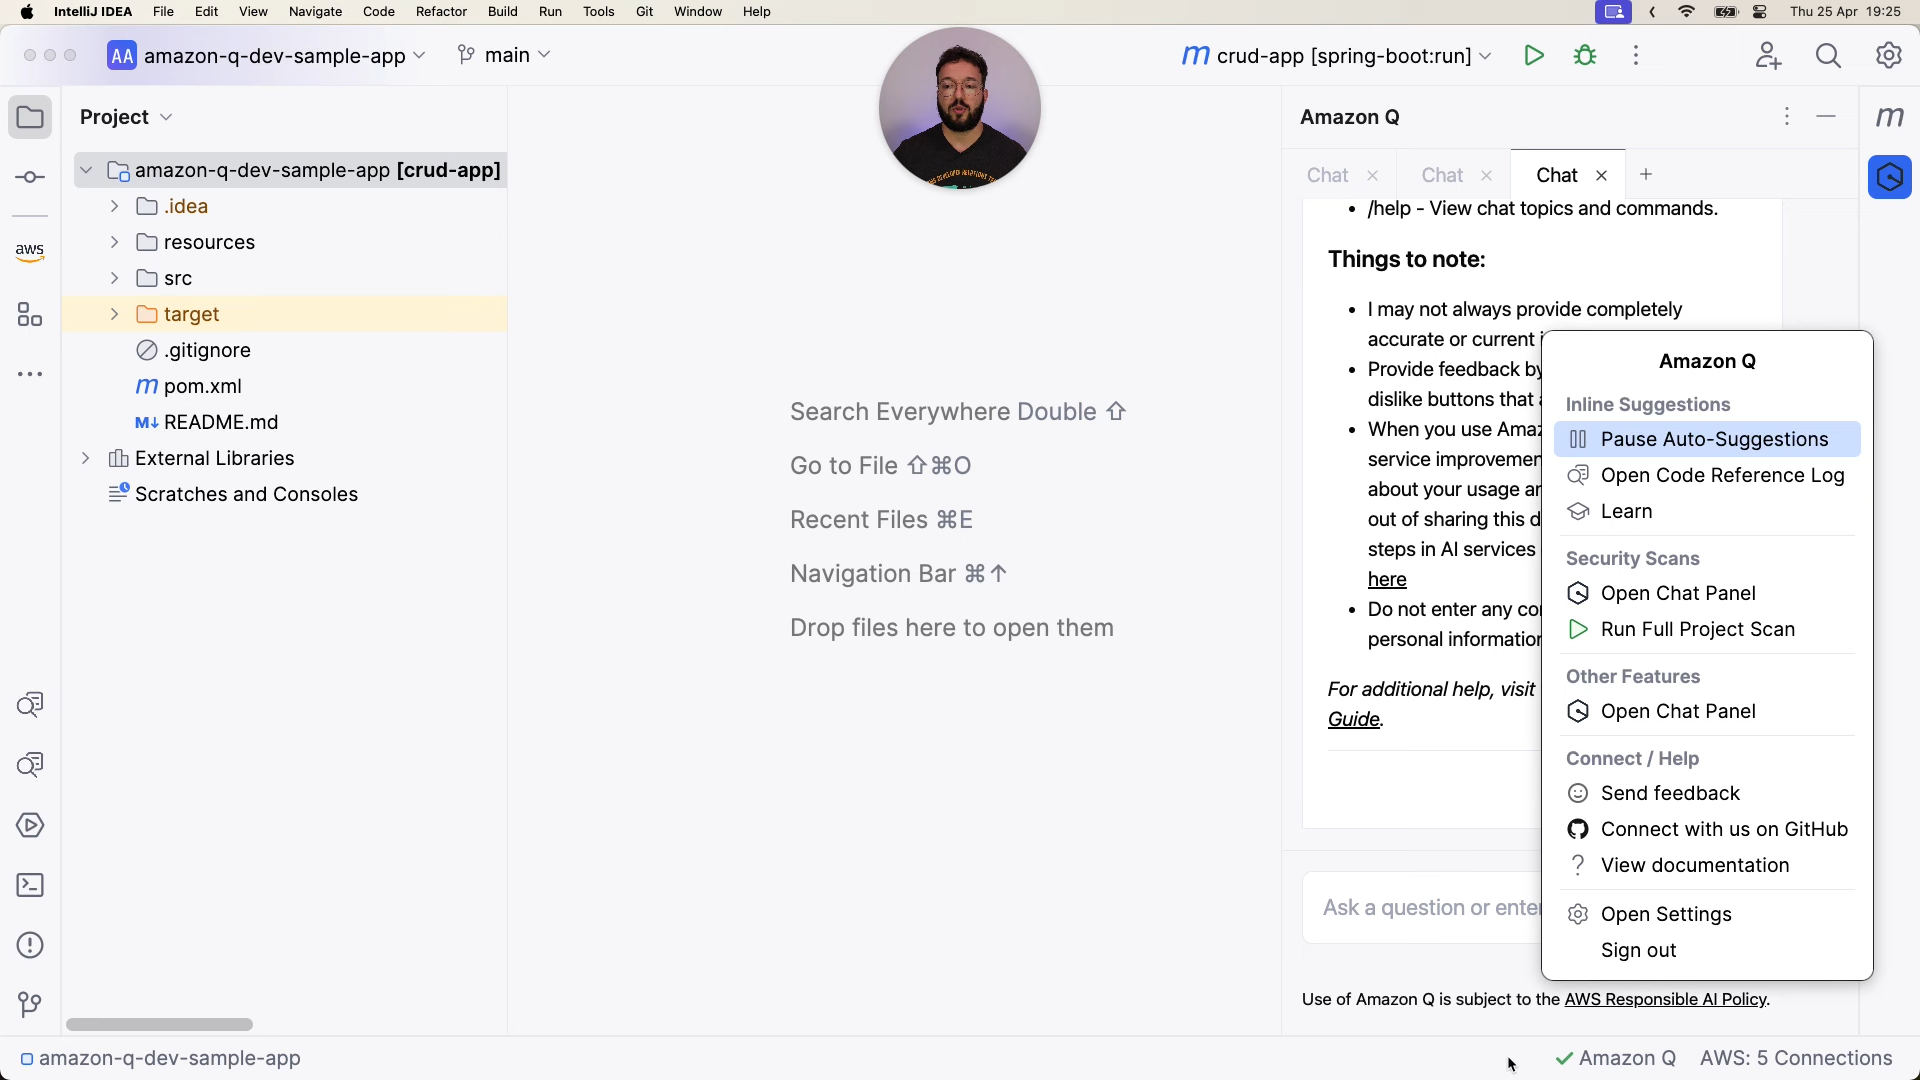 IntelliJ IDEA File Edit View Navigate Code Refactor Build Run Tools Git Window Help Thu 25 Apr 19:25
AA amazon-q-dev-sample-app main crud-app [spring-boot:run]
Project
amazon-q-dev-sample-app [crud-app]
.idea
resources
src
target
.gitignore
pom.xml
README.md
External Libraries
Scratches and Consoles
aws
Search Everywhere Double ⇧
Go to File ⇧⌘O
Recent Files ⌘E
Navigation Bar ⌘↑
Drop files here to open them
Amazon Q
Chat Chat Chat
• /help - View chat topics and commands.
Things to note:
• I may not always provide completely
accurate or current
• Provide feedback by
dislike buttons that
• When you use Amaz
service improvemen
about your usage an
out of sharing this d
steps in AI services
here
• Do not enter any co
personal information
For additional help, visit
Guide.
Ask a question or enter
Use of Amazon Q is subject to the AWS Responsible AI Policy.
Amazon Q
Inline Suggestions
Pause Auto-Suggestions
Open Code Reference Log
Learn
Security Scans
Open Chat Panel
Run Full Project Scan
Other Features
Open Chat Panel
Connect / Help
Send feedback
Connect with us on GitHub
? View documentation
Open Settings
Sign out
amazon-q-dev-sample-app
Amazon Q AWS: 5 Connections